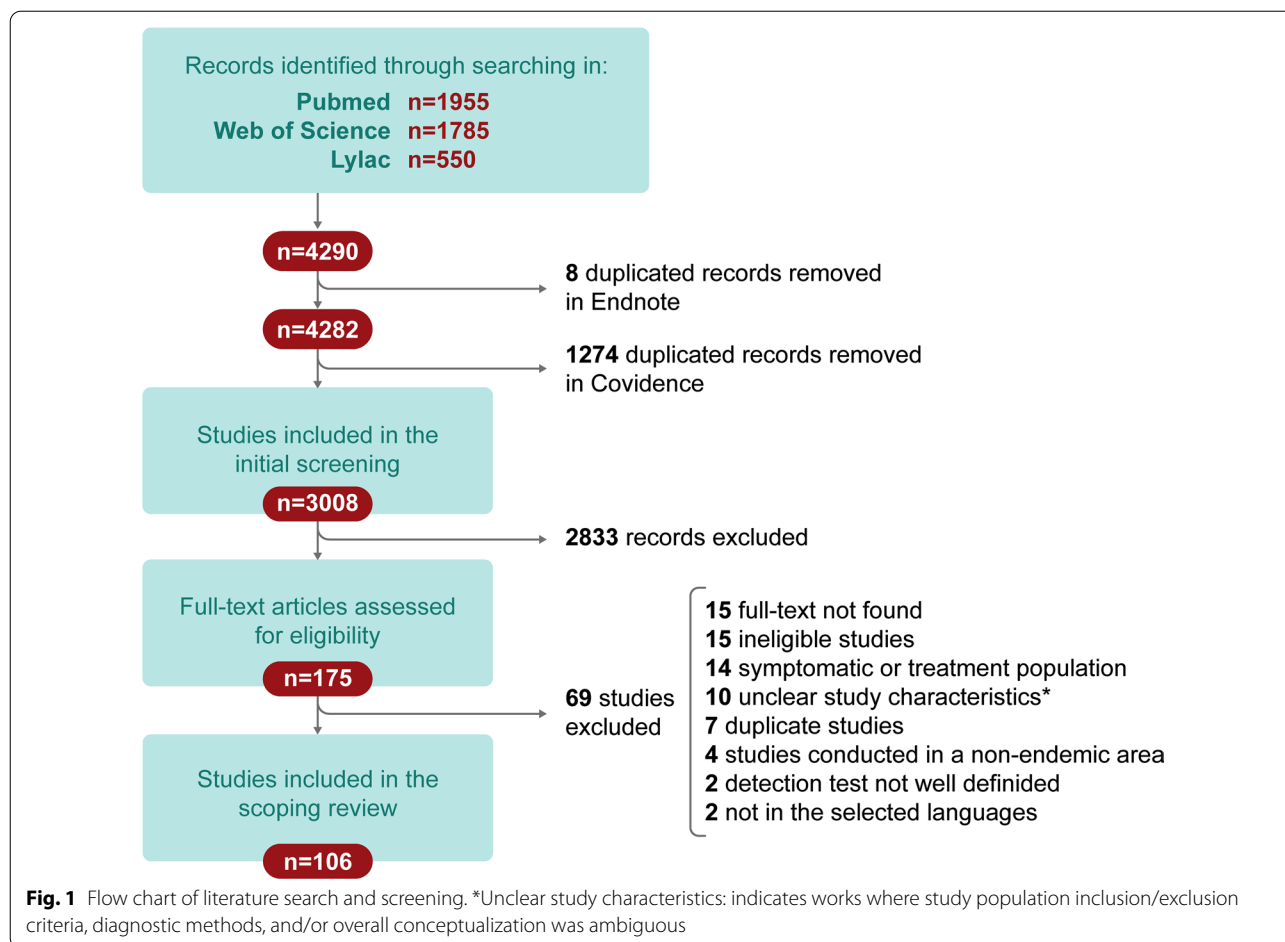 Records identified through searching in:
Pubmed n=1955
Web of Science n=1785
Lylac n=550
n=4290
8 duplicated records removed
in Endnote
n=4282
1274 duplicated records removed
in Covidence
Studies included in the
initial screening
n=3008
2833 records excluded
Full-text articles assessed
for eligibility
n=175
69 studies
excluded
15 full-text not found
15 ineligible studies
14 symptomatic or treatment population
10 unclear study characteristics*
7 duplicate studies
4 studies conducted in a non-endemic area
2 detection test not well definided
2 not in the selected languages
Studies included in the
scoping review
n=106
Fig. 1 Flow chart of literature search and screening. *Unclear study characteristics: indicates works where study population inclusion/exclusion
criteria, diagnostic methods, and/or overall conceptualization was ambiguous